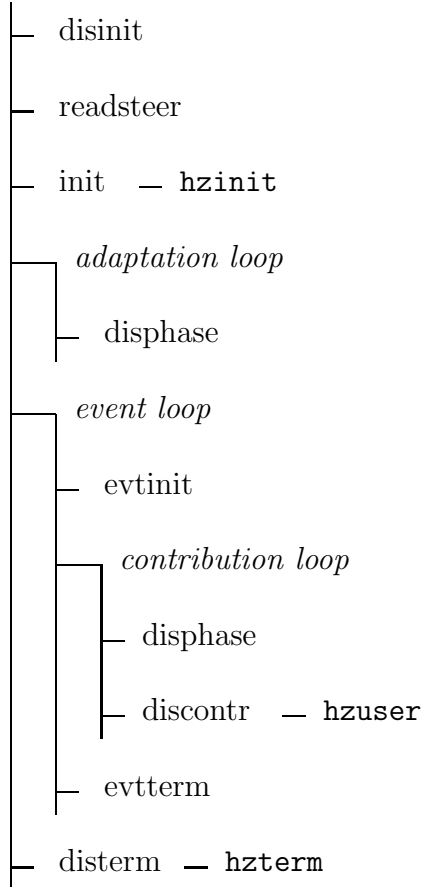 disinit
readsteer
init — hzinit
adaptation loop
disphase
event loop
evtinit
contribution loop
disphase
discontr — hzuser
evtterm
disterm — hzterm